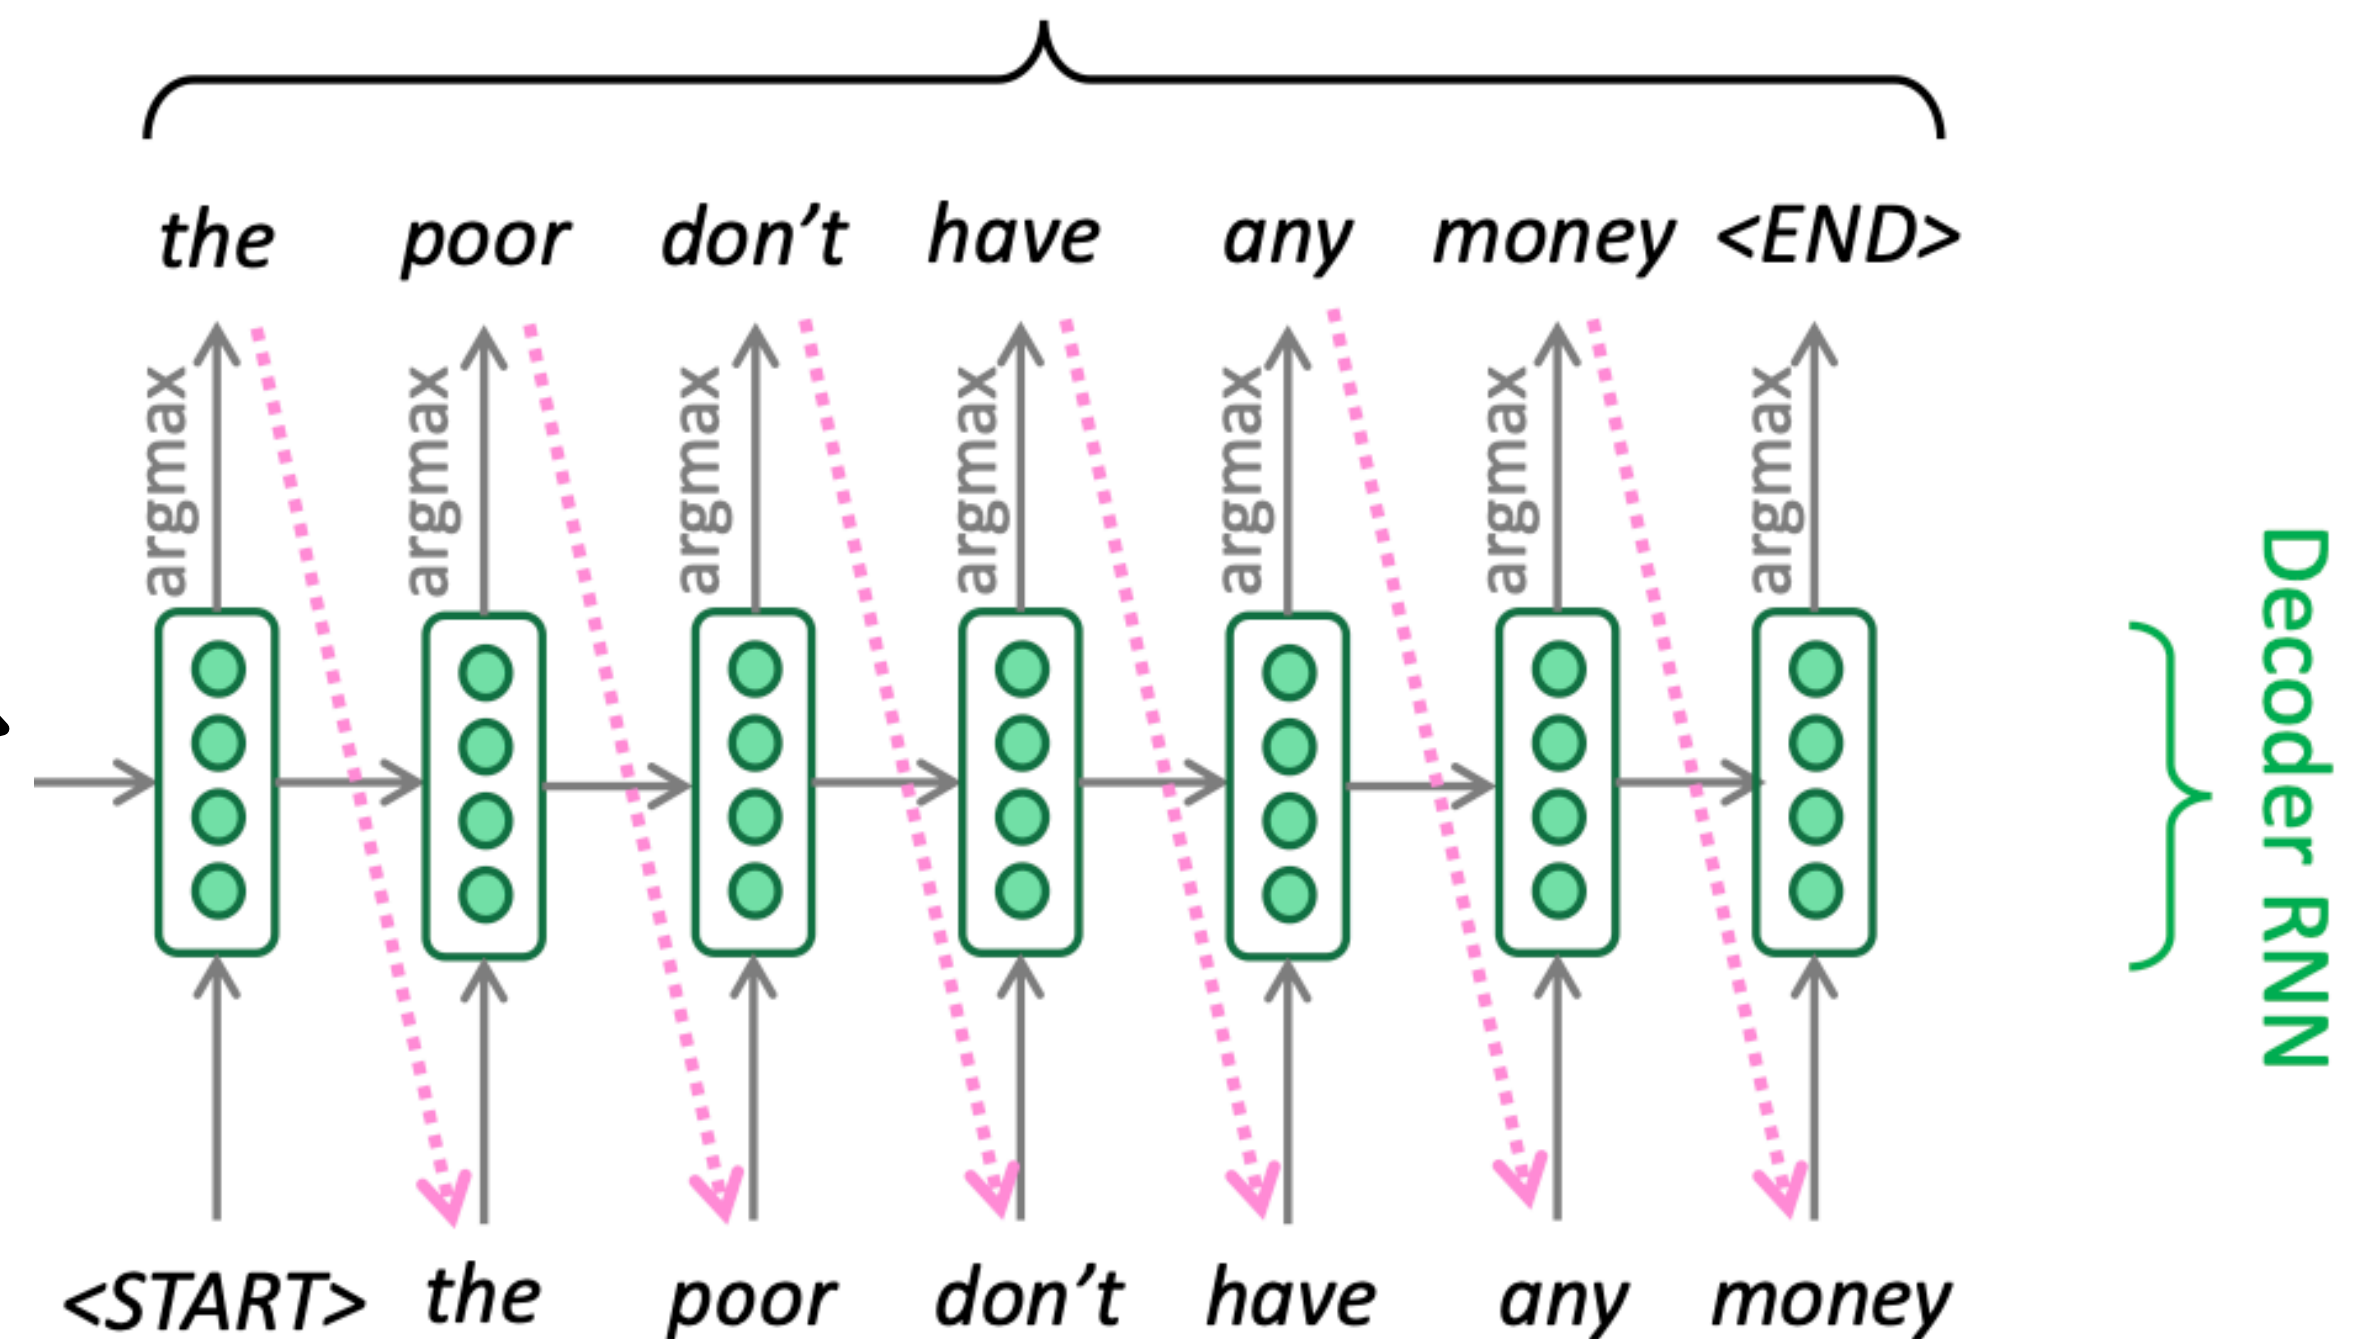 the poor don't have any money <END>
argmax argmax argmax argmax argmax argmax argmax
Decoder RNN
<START> the poor don't have any money